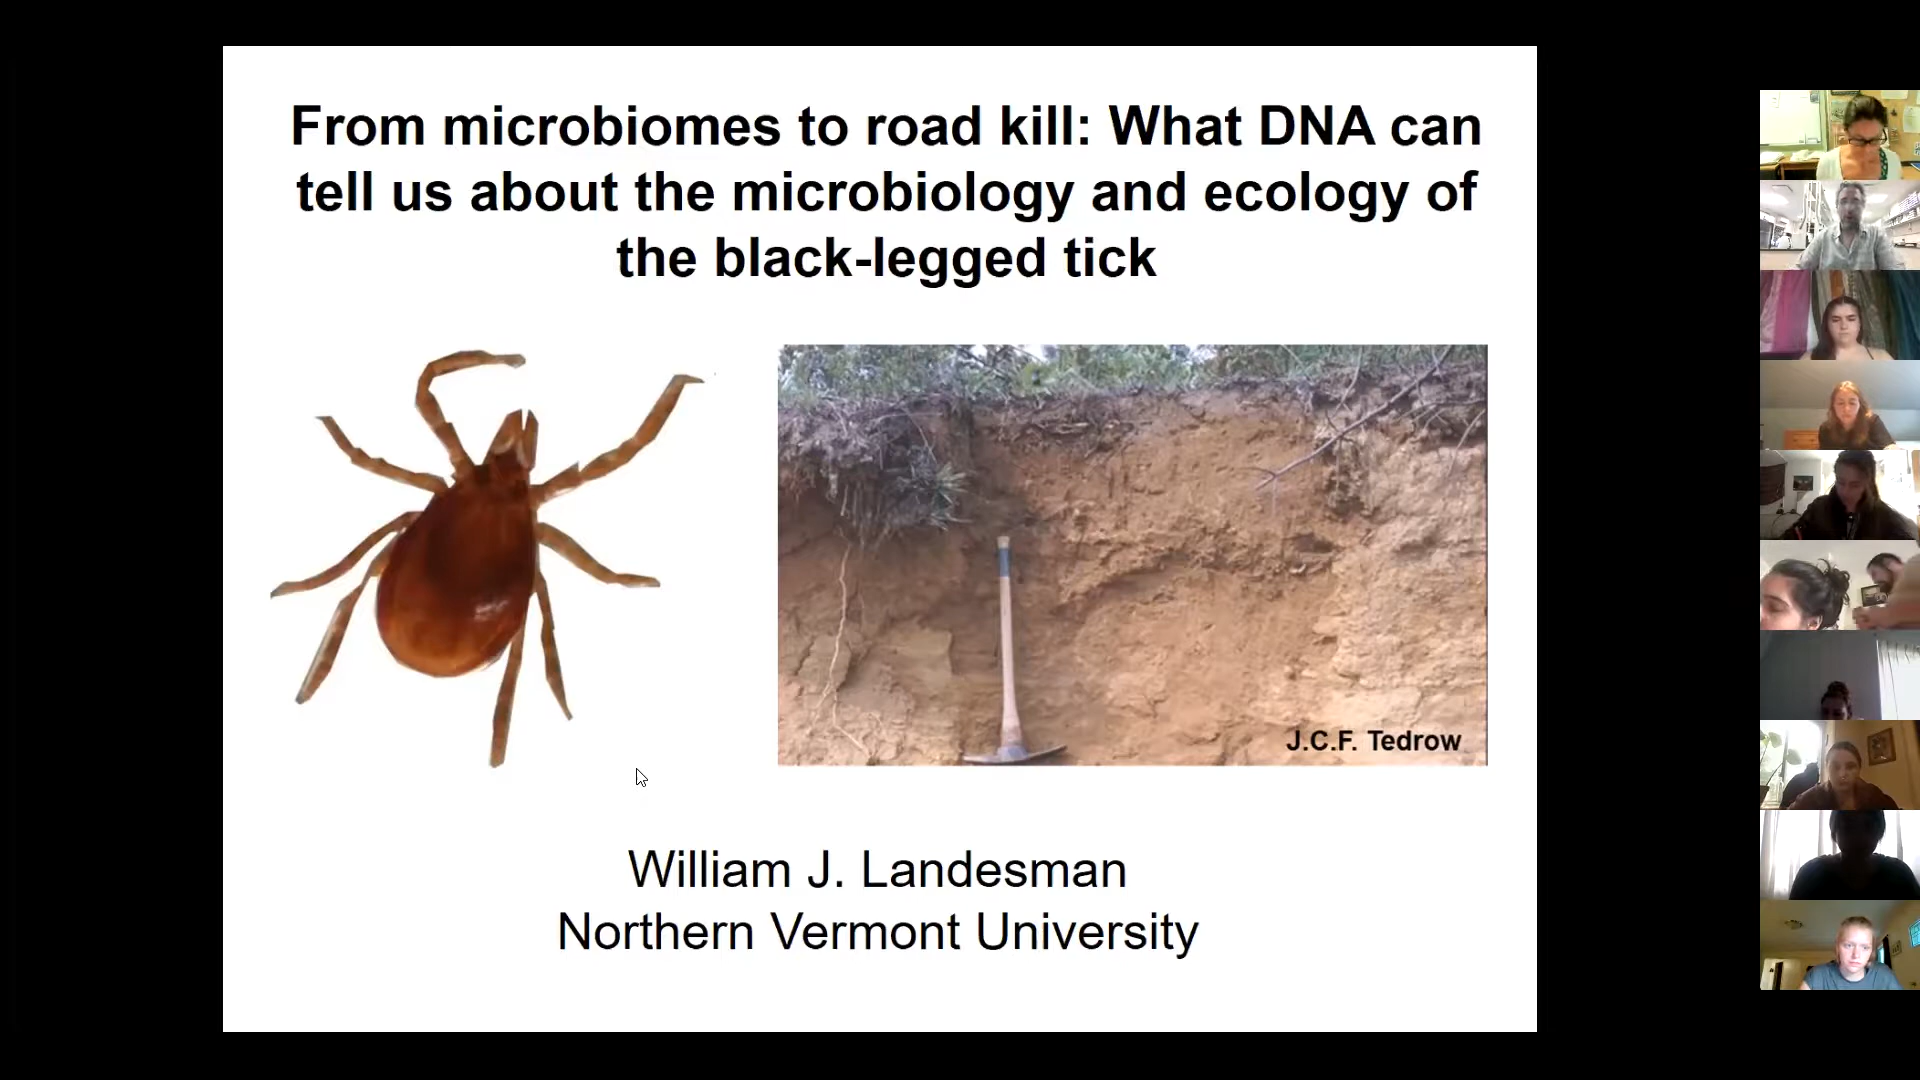 From microbiomes to road kill: What DNA can
tell us about the microbiology and ecology of
the black-legged tick
J.C.F. Tedrow
William J. Landesman
Northern Vermont University